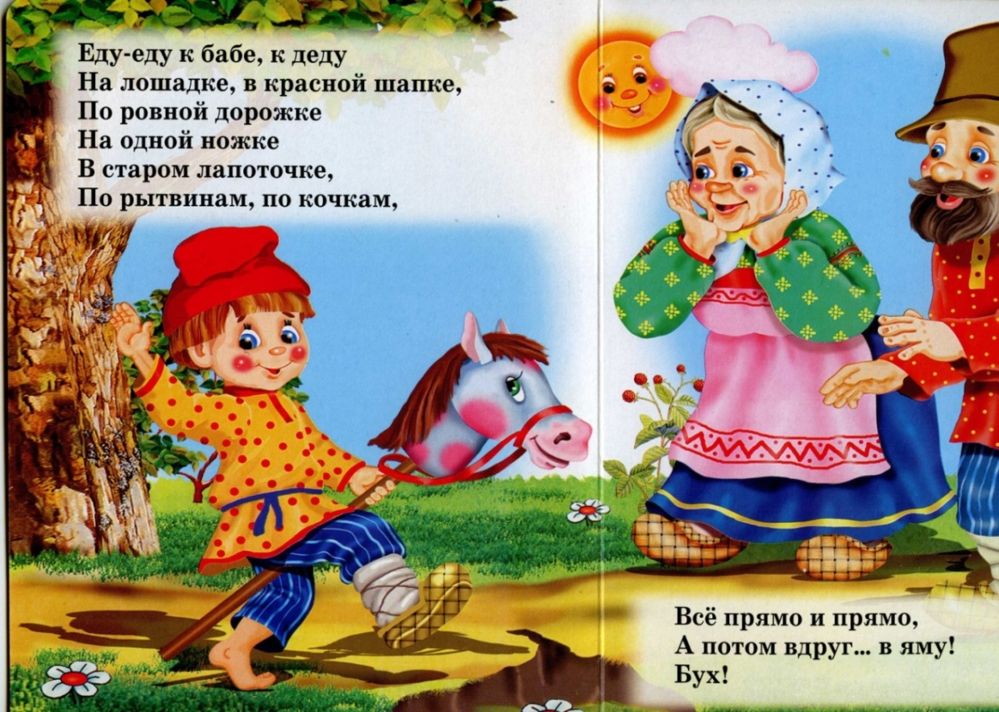 Еду-еду к бабе, к деду
На лошадке, в красной шапке,
По ровной дорожке
На одной ножке
В старом лапоточке,
По рытвинам, по кочкам,
Всё прямо и прямо,
А потом вдруг... в яму!
Бух!